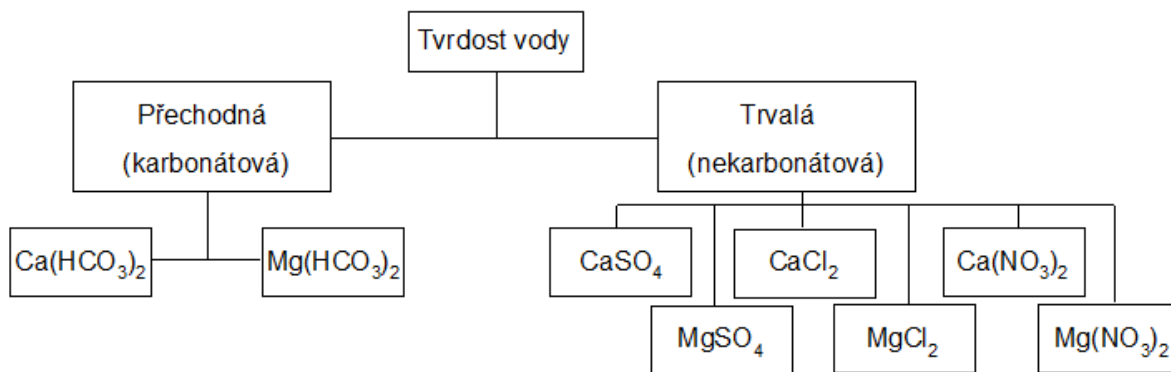 Tvrdost vody
Přechodná
(karbonátová)
Trvalá
(nekarbonátová)
Ca(HCO₃)₂
Mg(HCO₃)₂
CaSO₄
CaCl₂
Ca(NO₃)₂
MgSO₄
MgCl₂
Mg(NO₃)₂